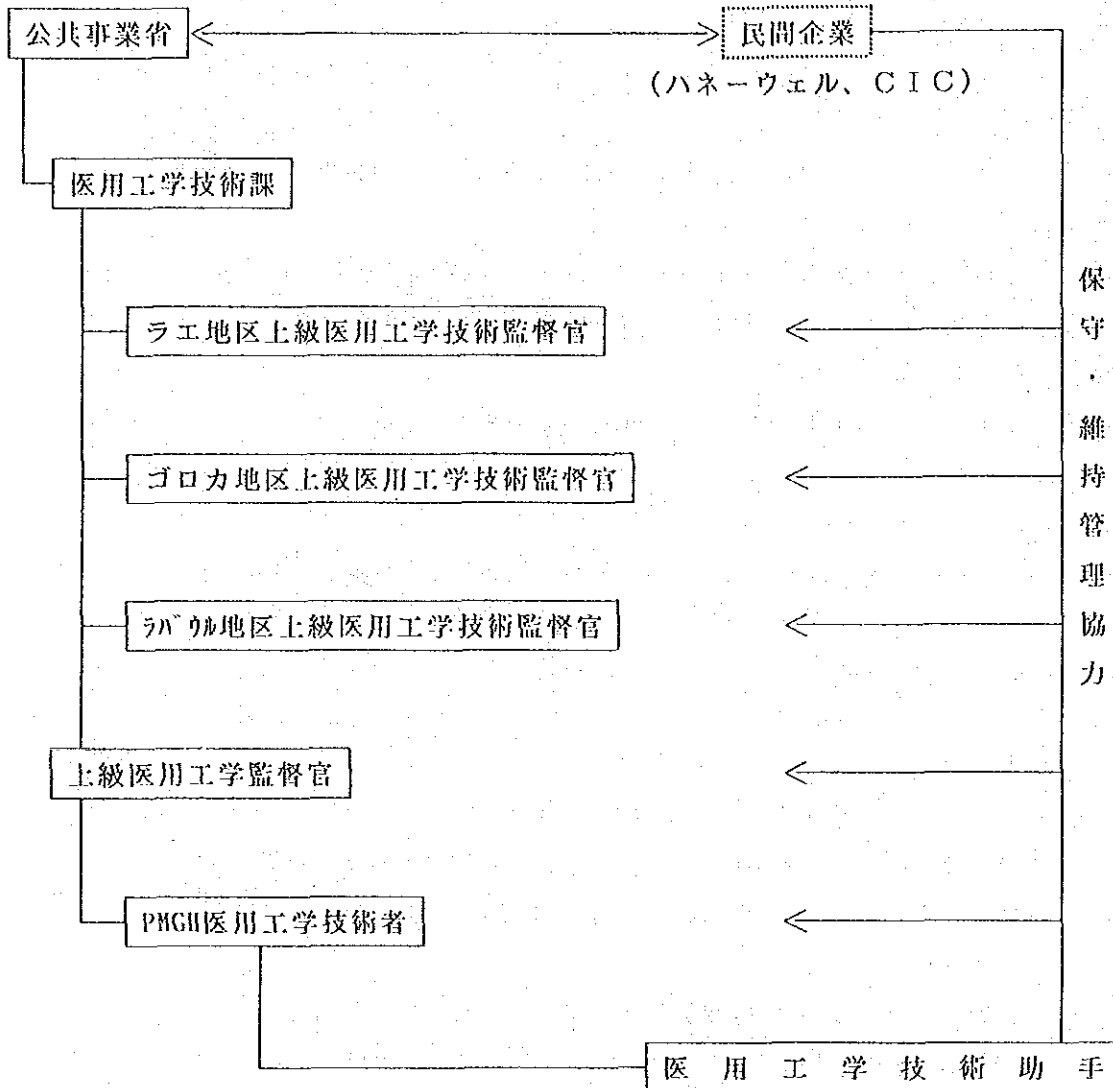 公共事業省
民間企業
(ハネーウェル、CIC)
医用工学技術課
ラエ地区上級医用工学技術監督官
ゴロカ地区上級医用工学技術監督官
ラバウル地区上級医用工学技術監督官
上級医用工学監督官
PMGH医用工学技術者
医用工学技術助手
保守・維持管理協力